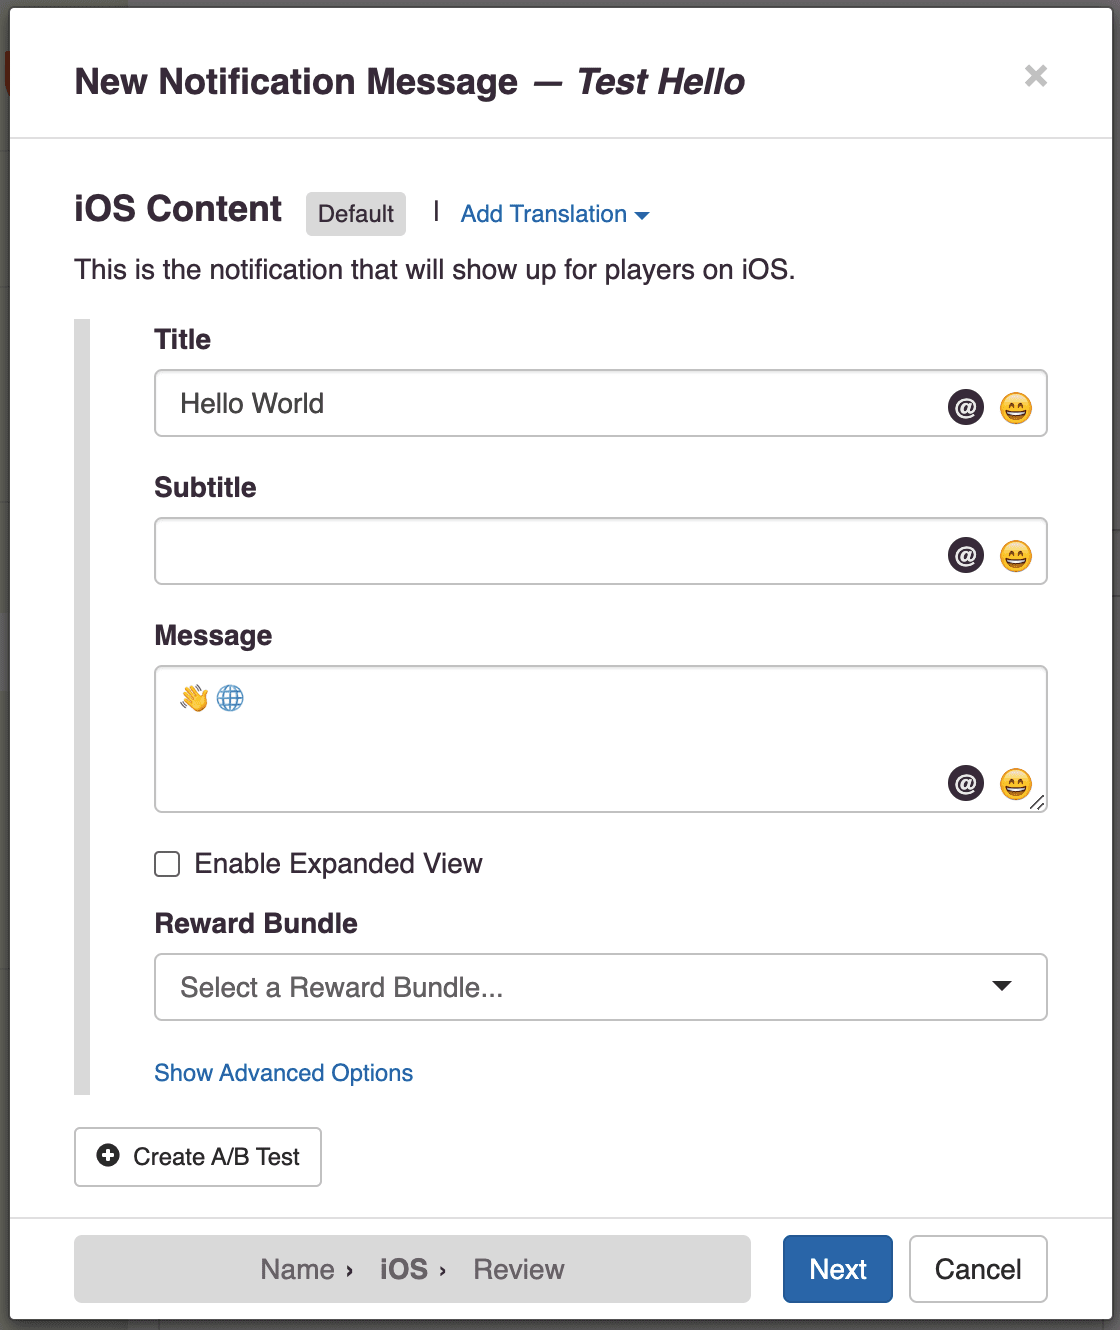 New Notification Message — Test Hello
×
iOS Content Default | Add Translation
This is the notification that will show up for players on iOS.
Title
Hello World @ 😄
Subtitle
@ 😄
Message
👋 🌐
@ 😄
Enable Expanded View
Reward Bundle
Select a Reward Bundle...
Show Advanced Options
Create A/B Test
Name › iOS › Review Next Cancel